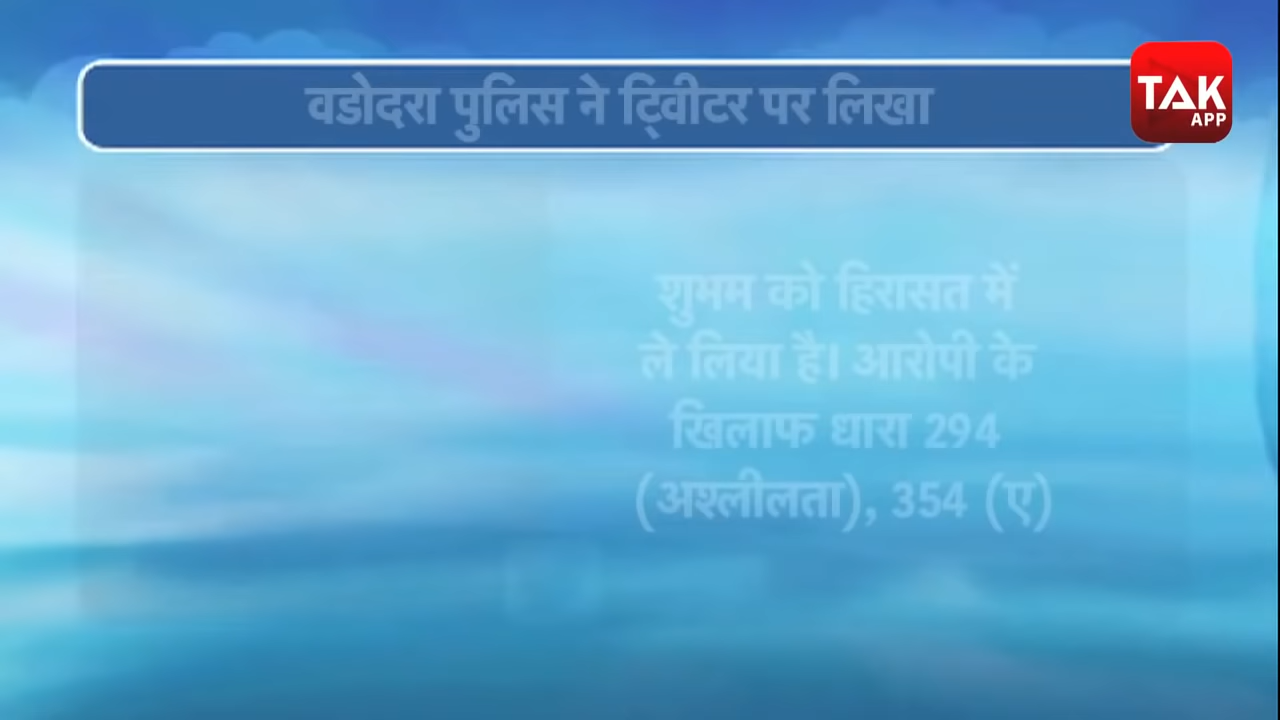 वडोदरा पुलिस ने ट्विीटर पर लिखा
TAK
APP
शुभम को हिरासत में
ले लिया है। आरोपी के
खिलाफ धारा 294
(अश्लीलता), 354 (ए)